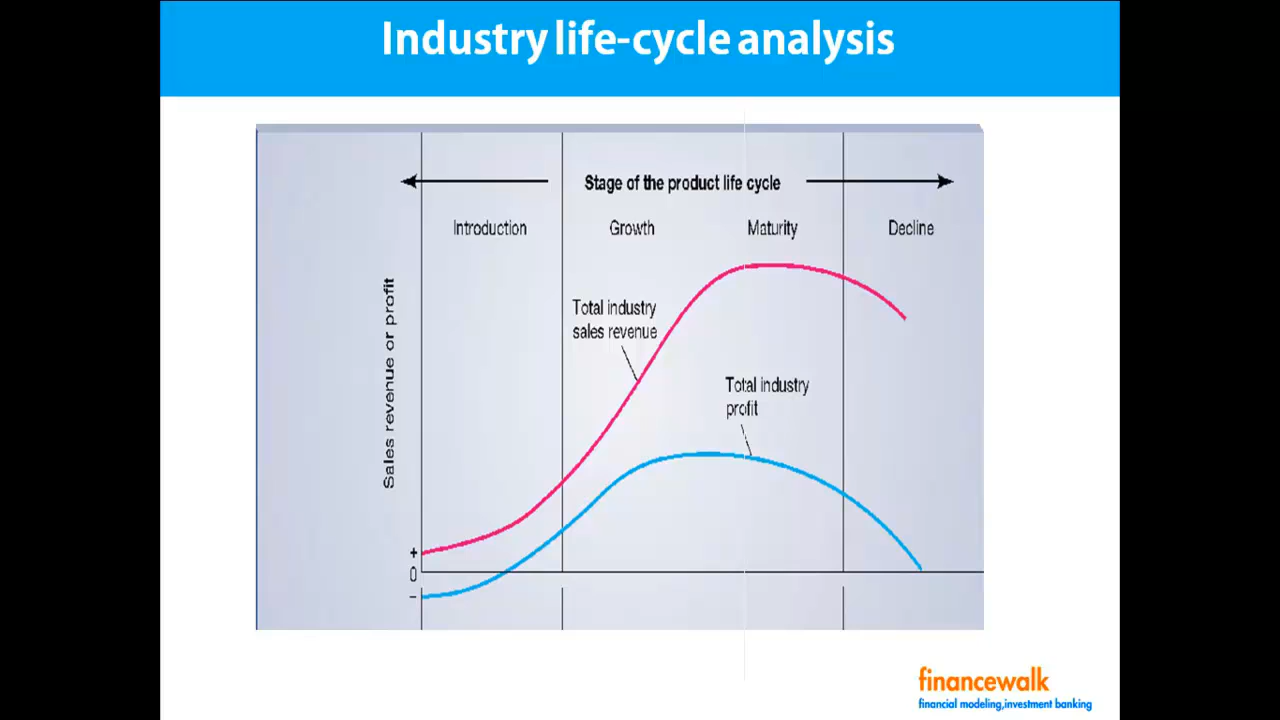 Industry life-cycle analysis
Stage of the product life cycle
Introduction
Growth
Maturity
Decline
Total industry
sales revenue
Total industry
profit
Sales revenue or profit
+
0
–
financewalk
financial modeling,investment banking